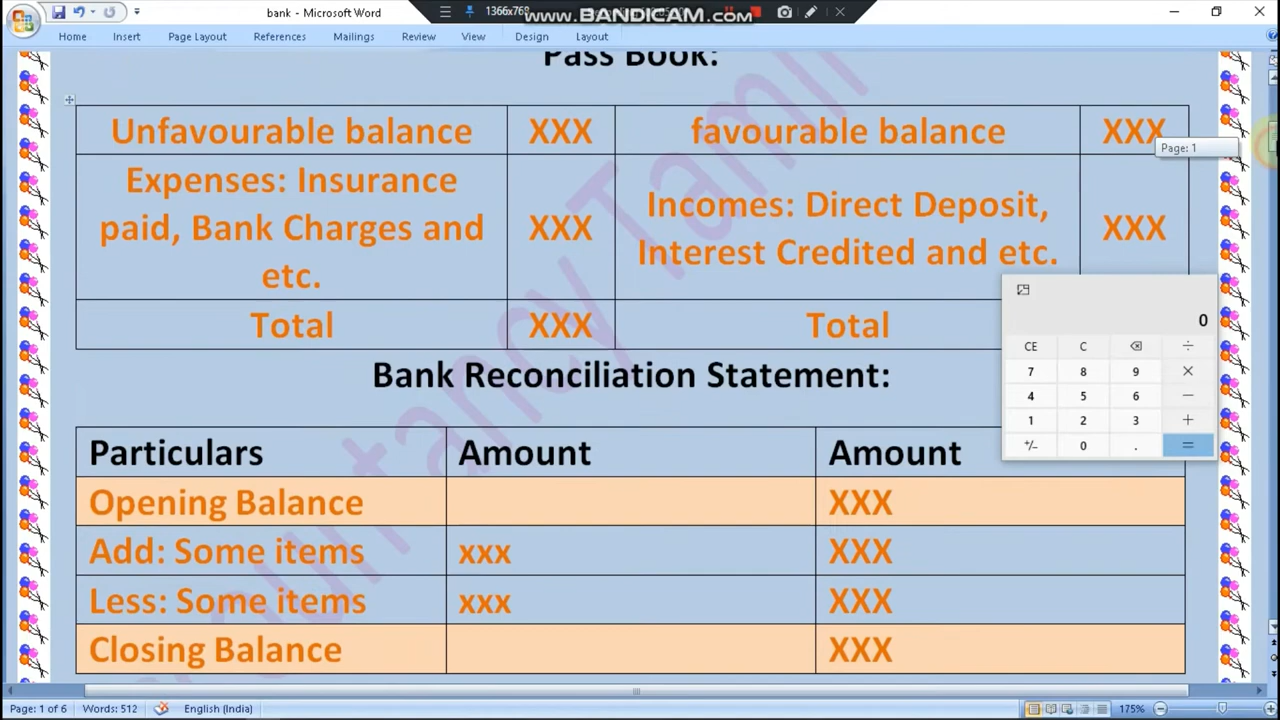 bank - Microsoft Word
1366x768
www.BANDICAM.com
Home Insert Page Layout References Mailings Review View Design Layout
Pass Book:
Unfavourable balance XXX favourable balance XXX
Page: 1
Expenses: Insurance
paid, Bank Charges and
etc.
XXX
Incomes: Direct Deposit,
Interest Credited and etc.
XXX
Total XXX Total
0
CE C ÷
7 8 9 ×
4 5 6 −
1 2 3 +
+/− 0 . =
Bank Reconciliation Statement:
Particulars Amount Amount
Opening Balance XXX
Add: Some items xxx XXX
Less: Some items xxx XXX
Closing Balance XXX
Page: 1 of 6 Words: 512 English (India) 175%